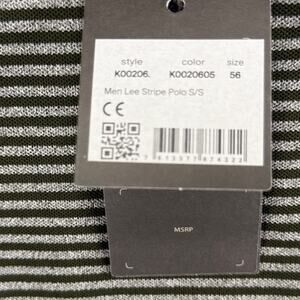 style color size
K00206. K0020605 56
Men Lee Stripe Polo S/S
CE
MSRP